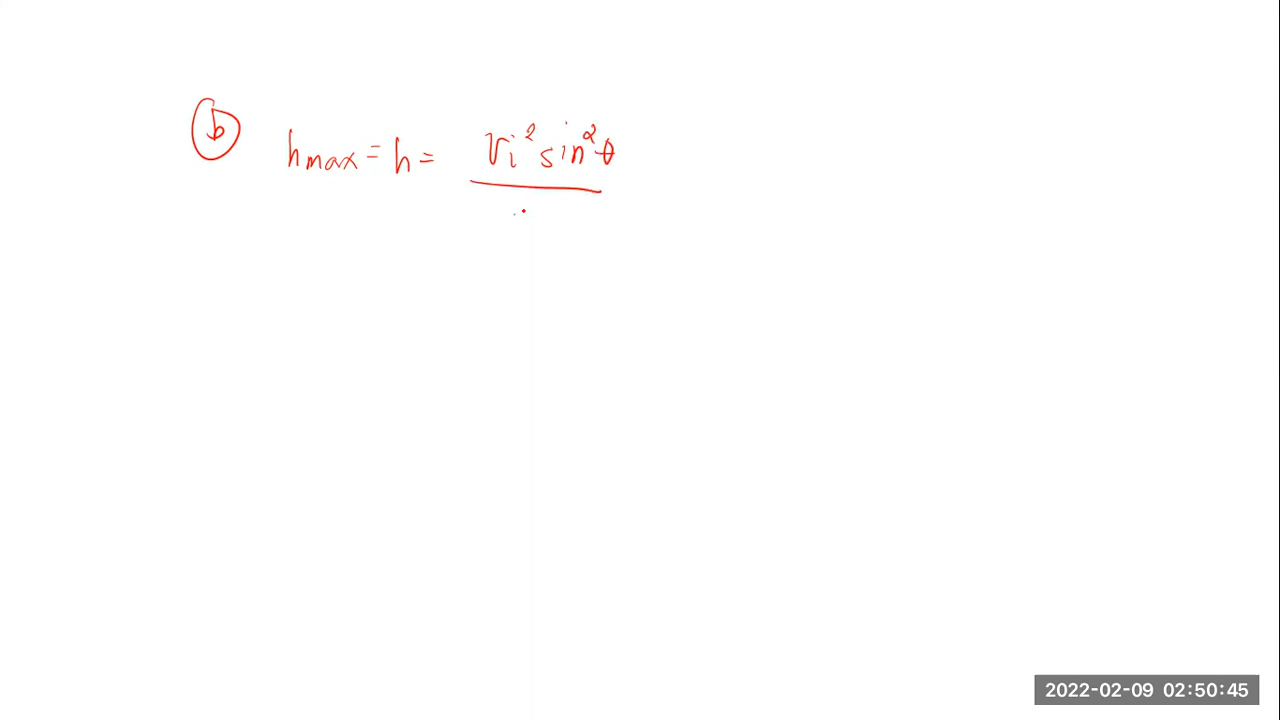 b hmax = h = Vi² sin²θ
2022-02-09 02:50:45